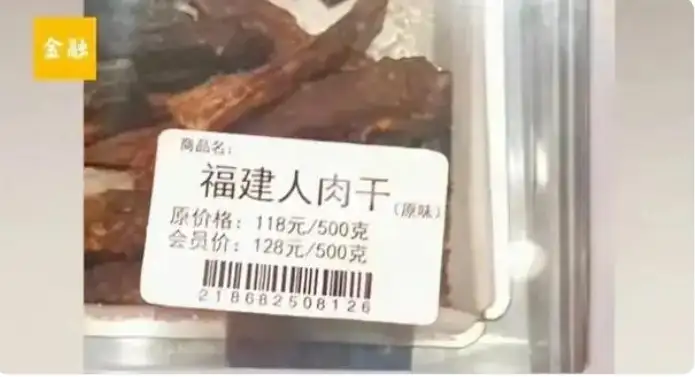 金融
商品名：
福建人肉干
（原味）
原价格：118元/500克
会员价：128元/500克
218682508126